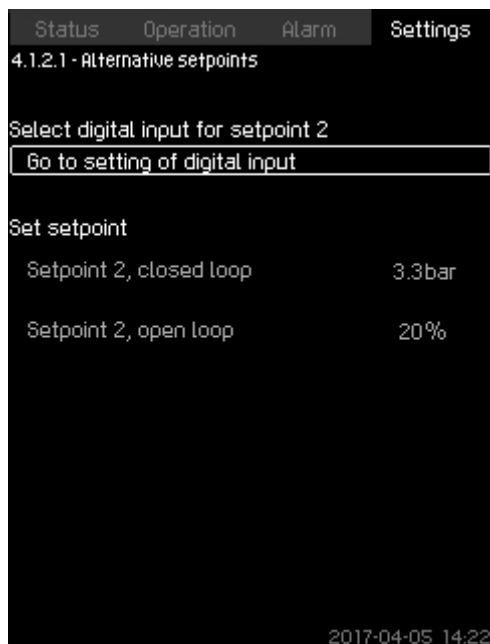 Status Operation Alarm Settings
4.1.2.1 - Alternative setpoints
Select digital input for setpoint 2
Go to setting of digital input
Set setpoint
Setpoint 2, closed loop 3.3bar
Setpoint 2, open loop 20%
2017-04-05 14:22